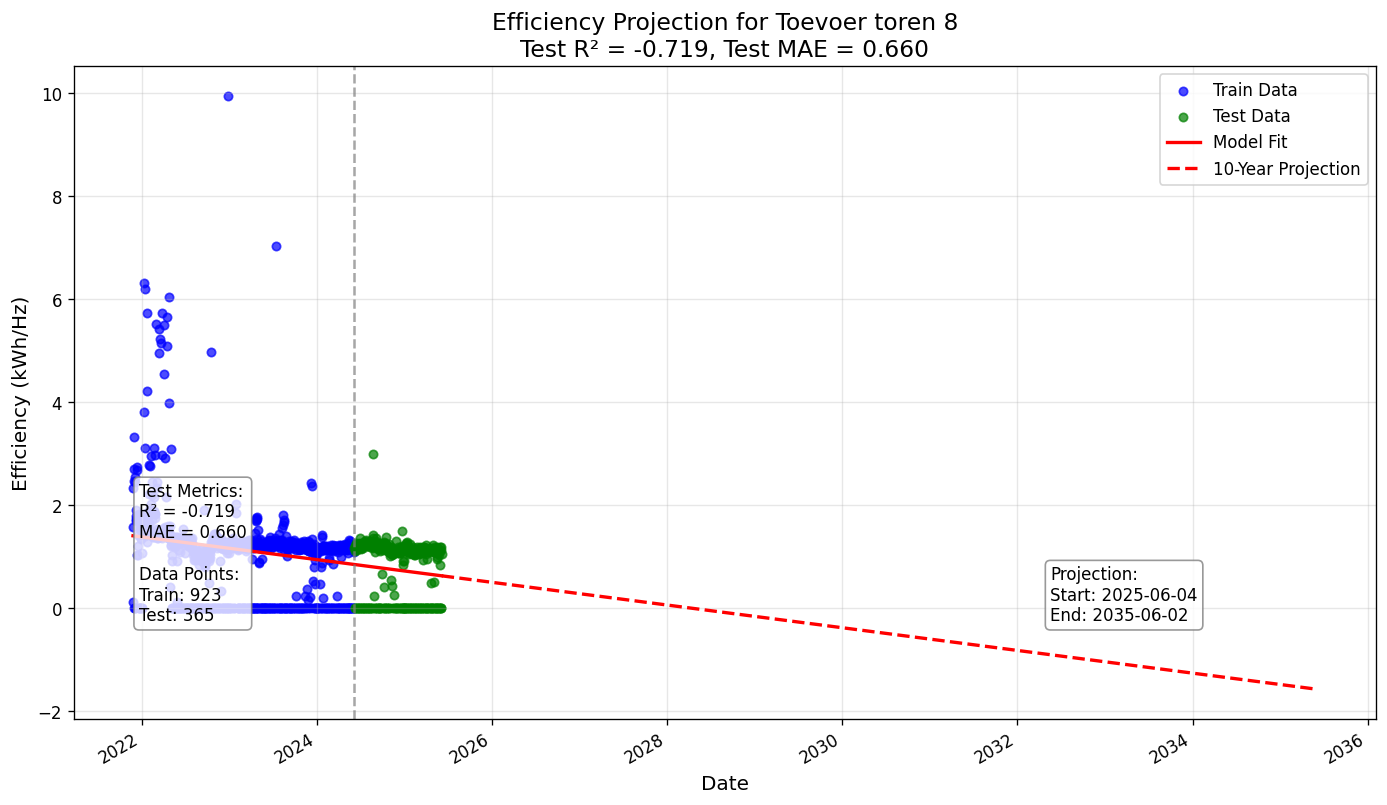 Efficiency Projection for Toevoer toren 8
Test R² = -0.719, Test MAE = 0.660
Efficiency (kWh/Hz)
10
8
6
4
2
0
−2
Train Data
Test Data
Model Fit
10-Year Projection
Test Metrics:
R² = -0.719
MAE = 0.660
Data Points:
Train: 923
Test: 365
Projection:
Start: 2025-06-04
End: 2035-06-02
2022
2024
2026
2028
2030
2032
2034
2036
Date